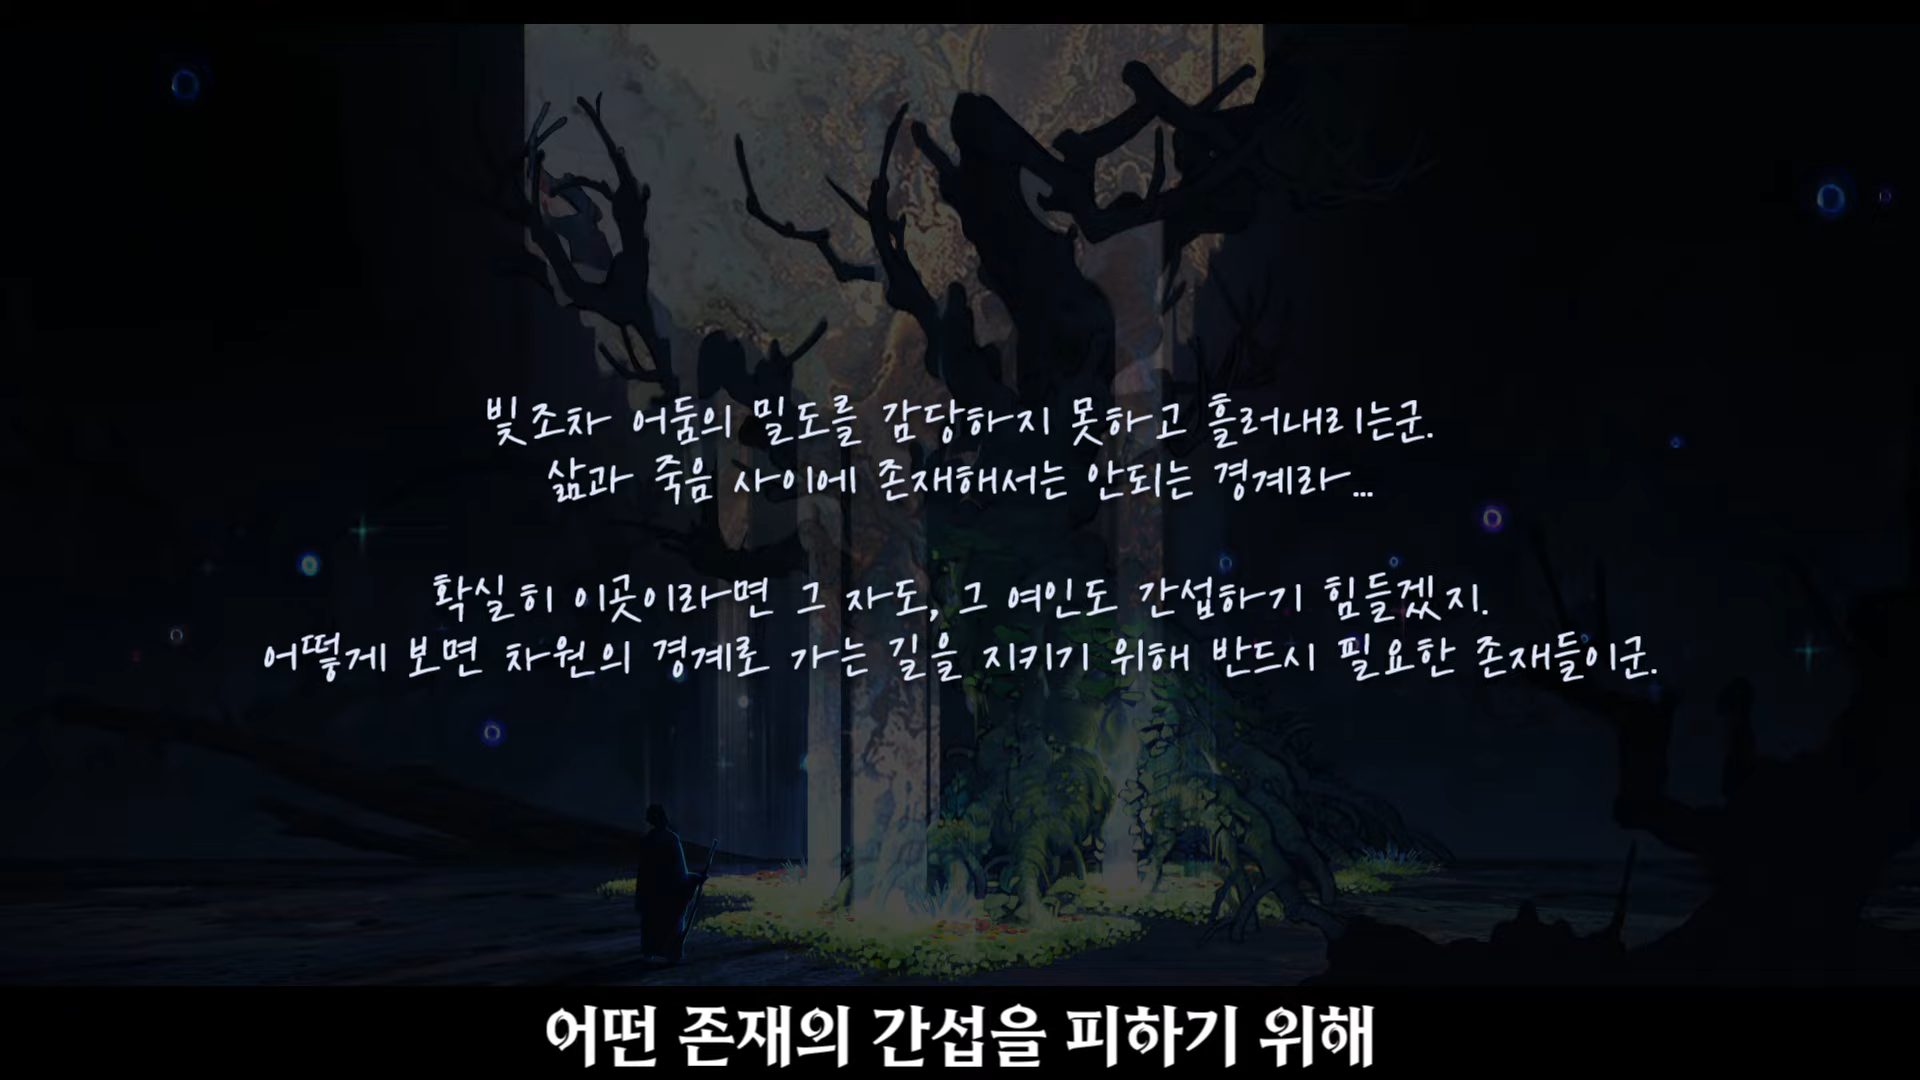 빛조차 어둠의 밀도를 감당하지 못하고 흘러내리는군.
삶과 죽음 사이에 존재해서는 안되는 경계라...
확실히 이곳이라면 그 자도, 그 여인도 간섭하기 힘들겠지.
어떻게 보면 차원의 경계로 가는 길을 지키기 위해 반드시 필요한 존재들이군.
어떤 존재의 간섭을 피하기 위해